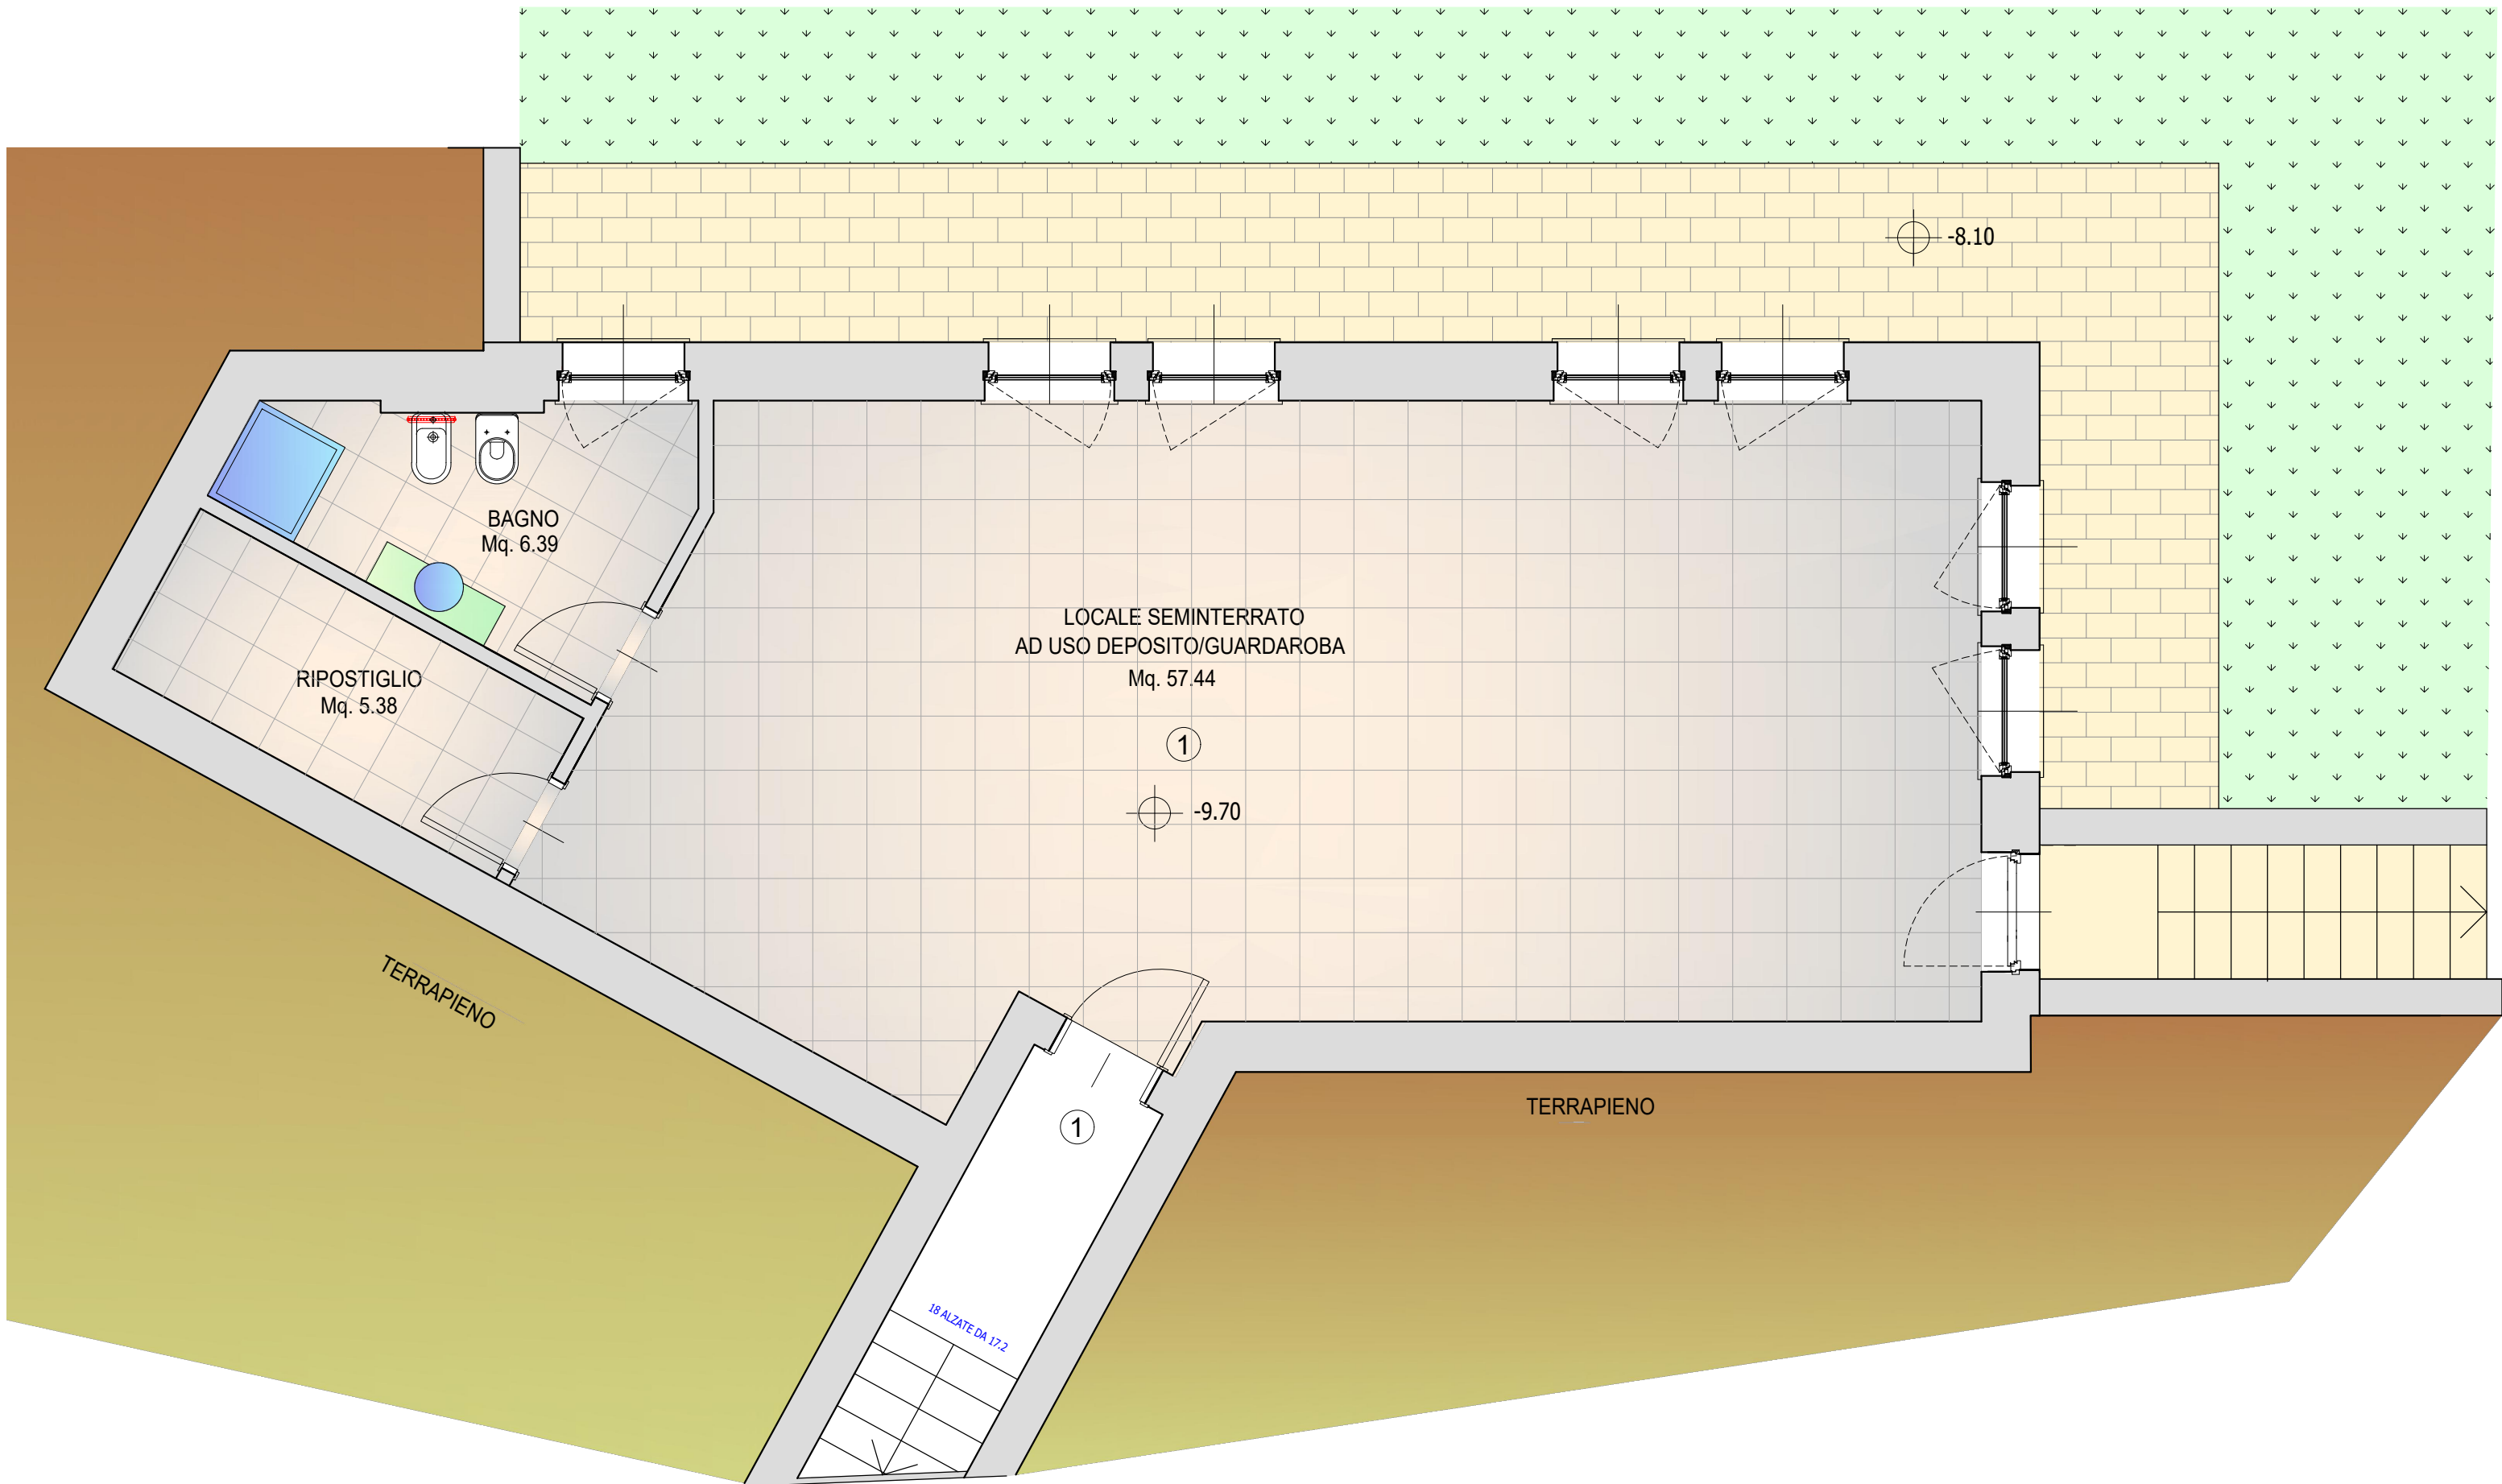 -8.10
BAGNO
Mq. 6.39
LOCALE SEMINTERRATO
AD USO DEPOSITO/GUARDAROBA
Mq. 57.44
RIPOSTIGLIO
Mq. 5.38
1
-9.70
TERRAPIENO
TERRAPIENO
1
18 ALZATE DA 17.2